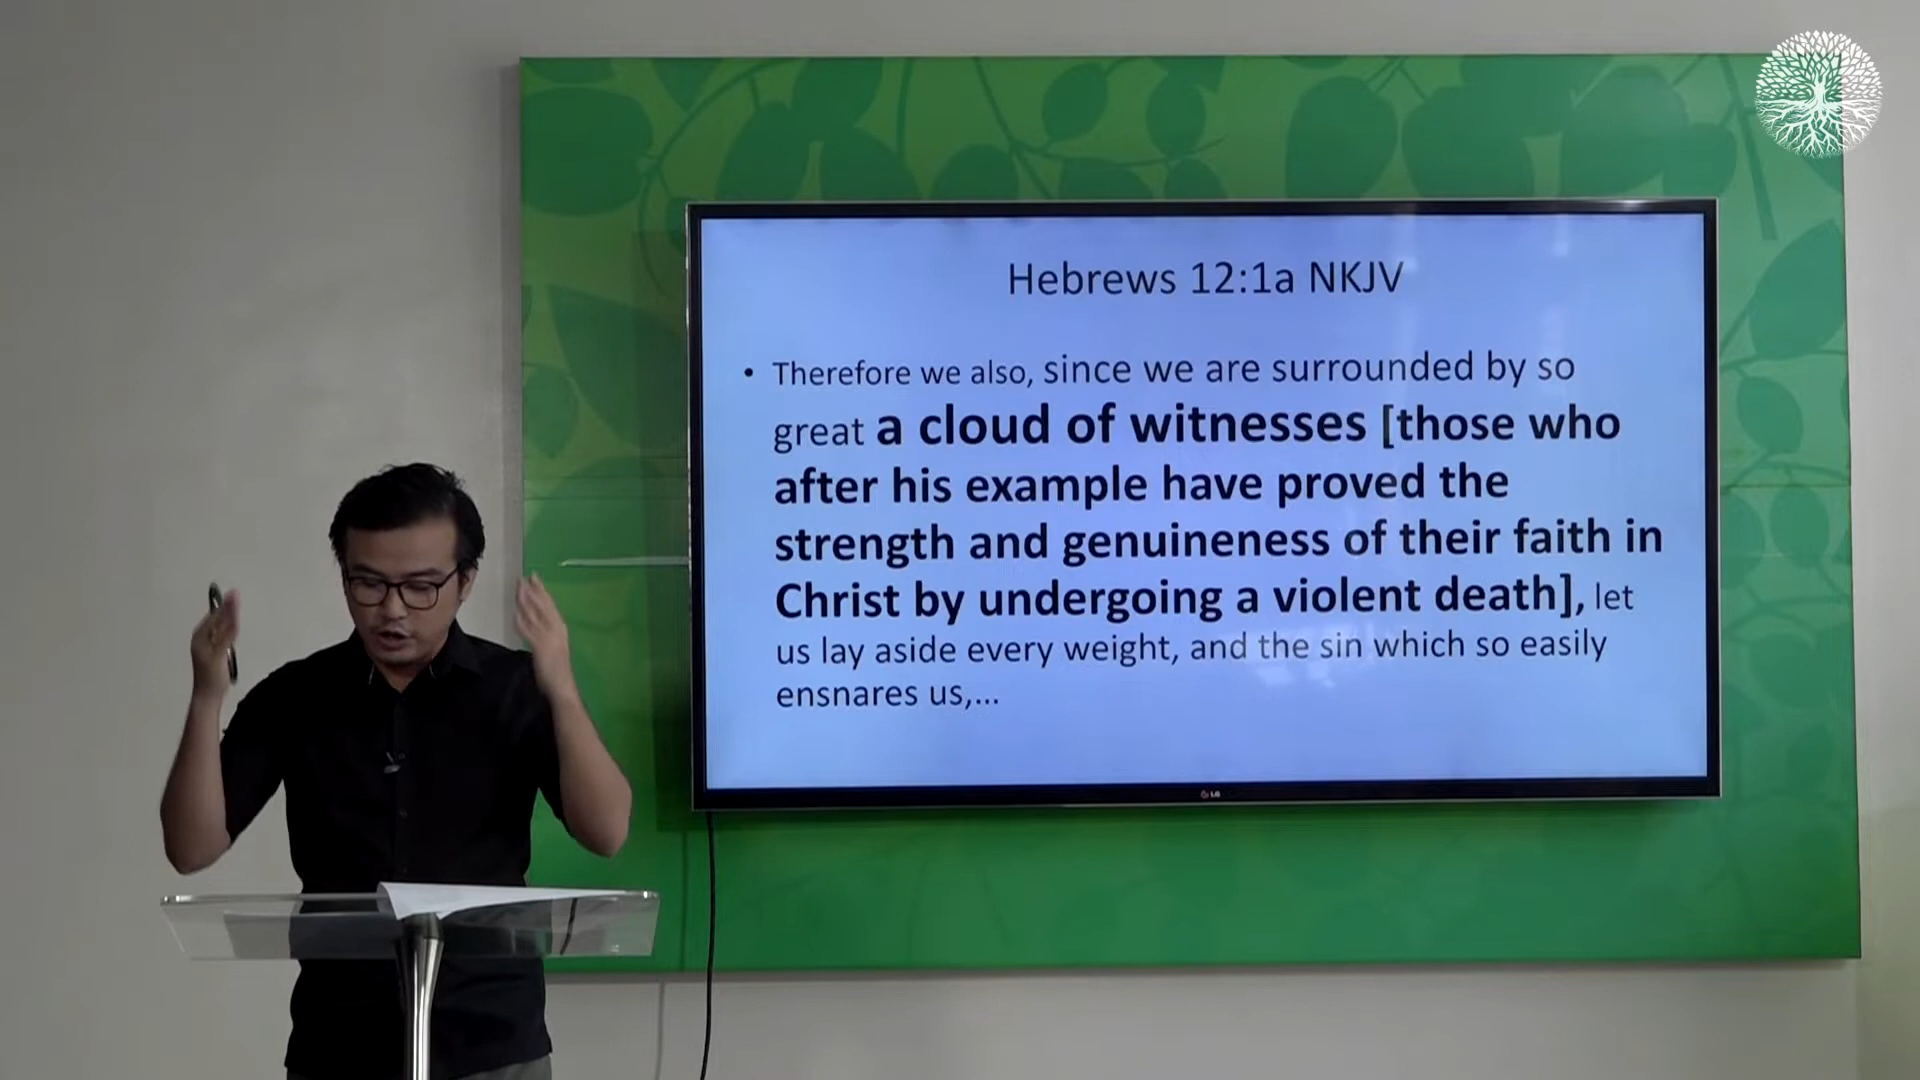 Hebrews 12:1a NKJV
• Therefore we also, since we are surrounded by so
great a cloud of witnesses [those who
after his example have proved the
strength and genuineness of their faith in
Christ by undergoing a violent death], let
us lay aside every weight, and the sin which so easily
ensnares us,...
LG